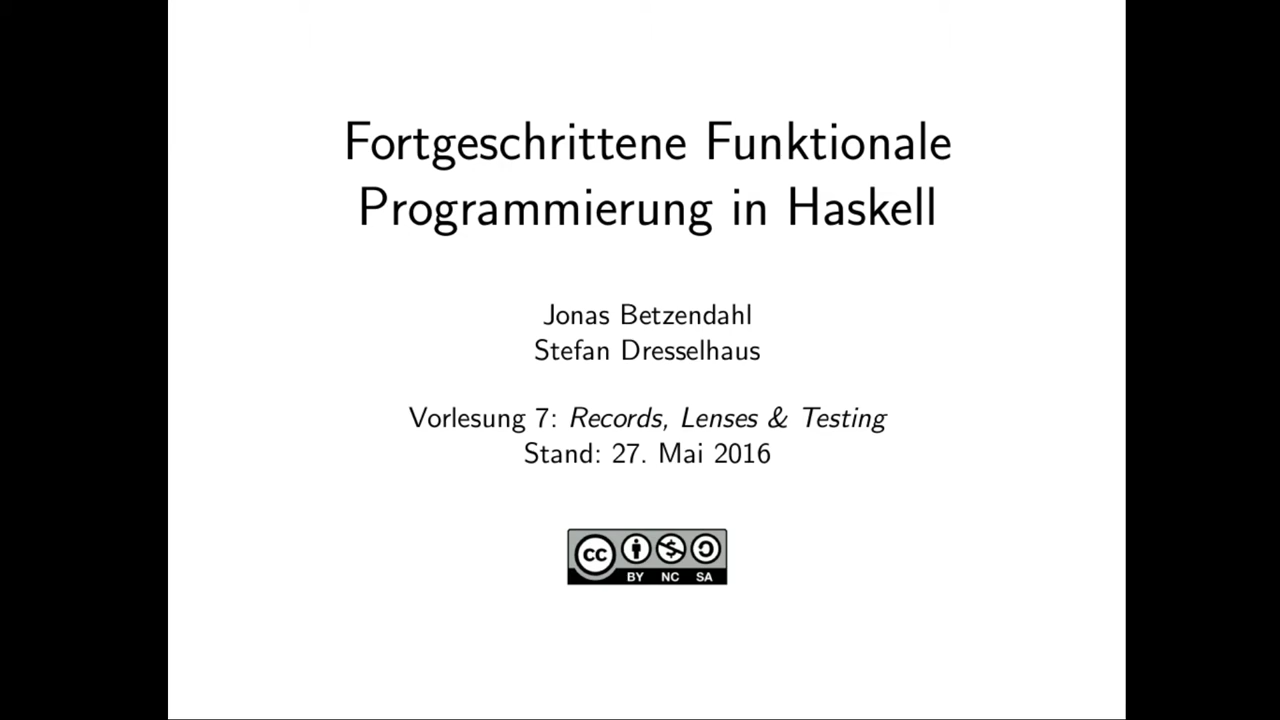 Fortgeschrittene Funktionale
Programmierung in Haskell
Jonas Betzendahl
Stefan Dresselhaus
Vorlesung 7: Records, Lenses & Testing
Stand: 27. Mai 2016
cc
BY NC SA